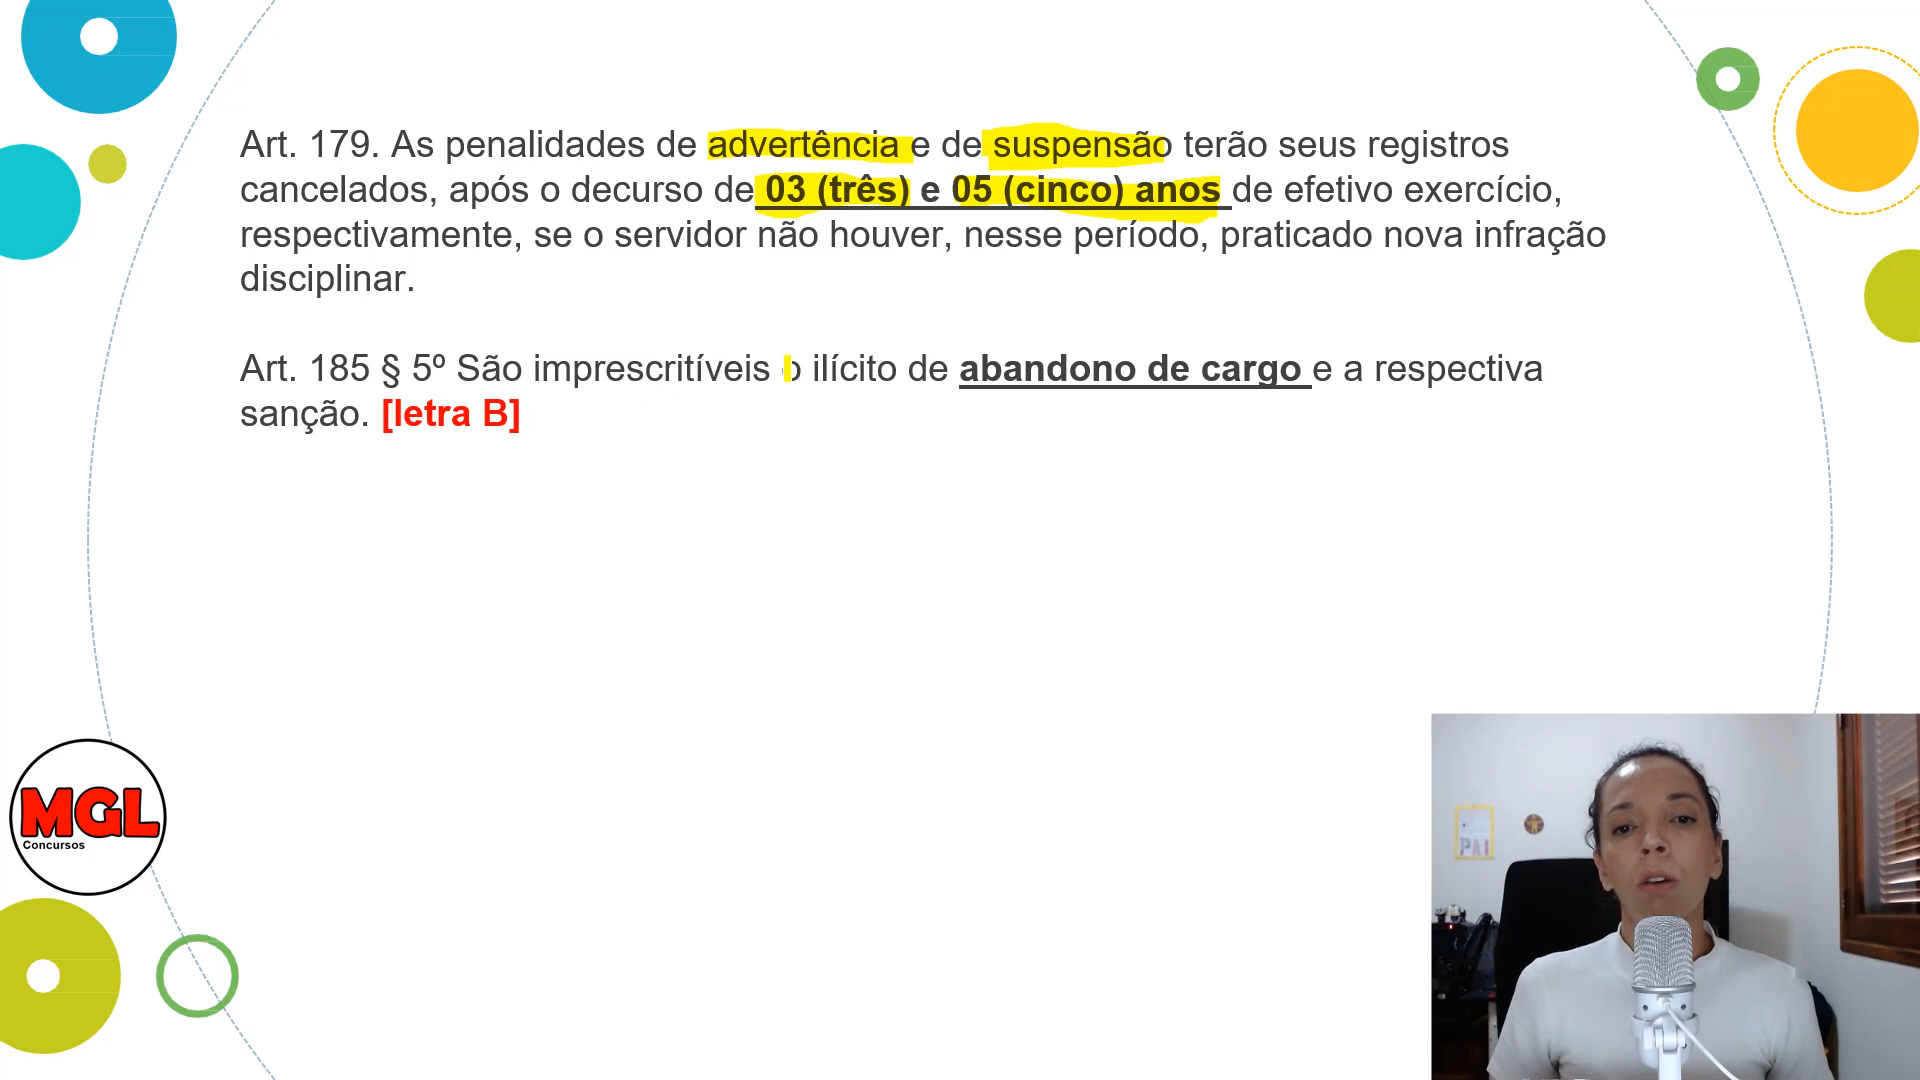 Art. 179. As penalidades de advertência e de suspensão terão seus registros
cancelados, após o decurso de 03 (três) e 05 (cinco) anos de efetivo exercício,
respectivamente, se o servidor não houver, nesse período, praticado nova infração
disciplinar.
Art. 185 § 5º São imprescritíveis o ilícito de abandono de cargo e a respectiva
sanção. [letra B]
MGL
Concursos
PAI